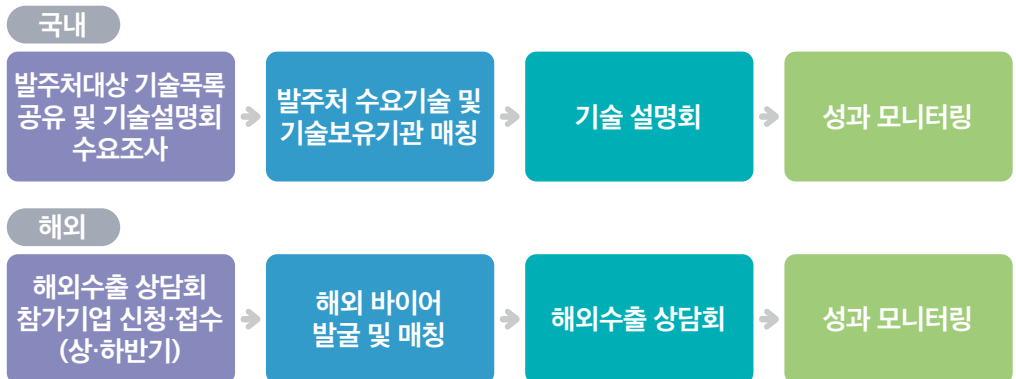 국내
발주처대상 기술목록
공유 및 기술설명회
수요조사
발주처 수요기술 및
기술보유기관 매칭
기술 설명회
성과 모니터링
해외
해외수출 상담회
참가기업 신청·접수
(상·하반기)
해외 바이어
발굴 및 매칭
해외수출 상담회
성과 모니터링